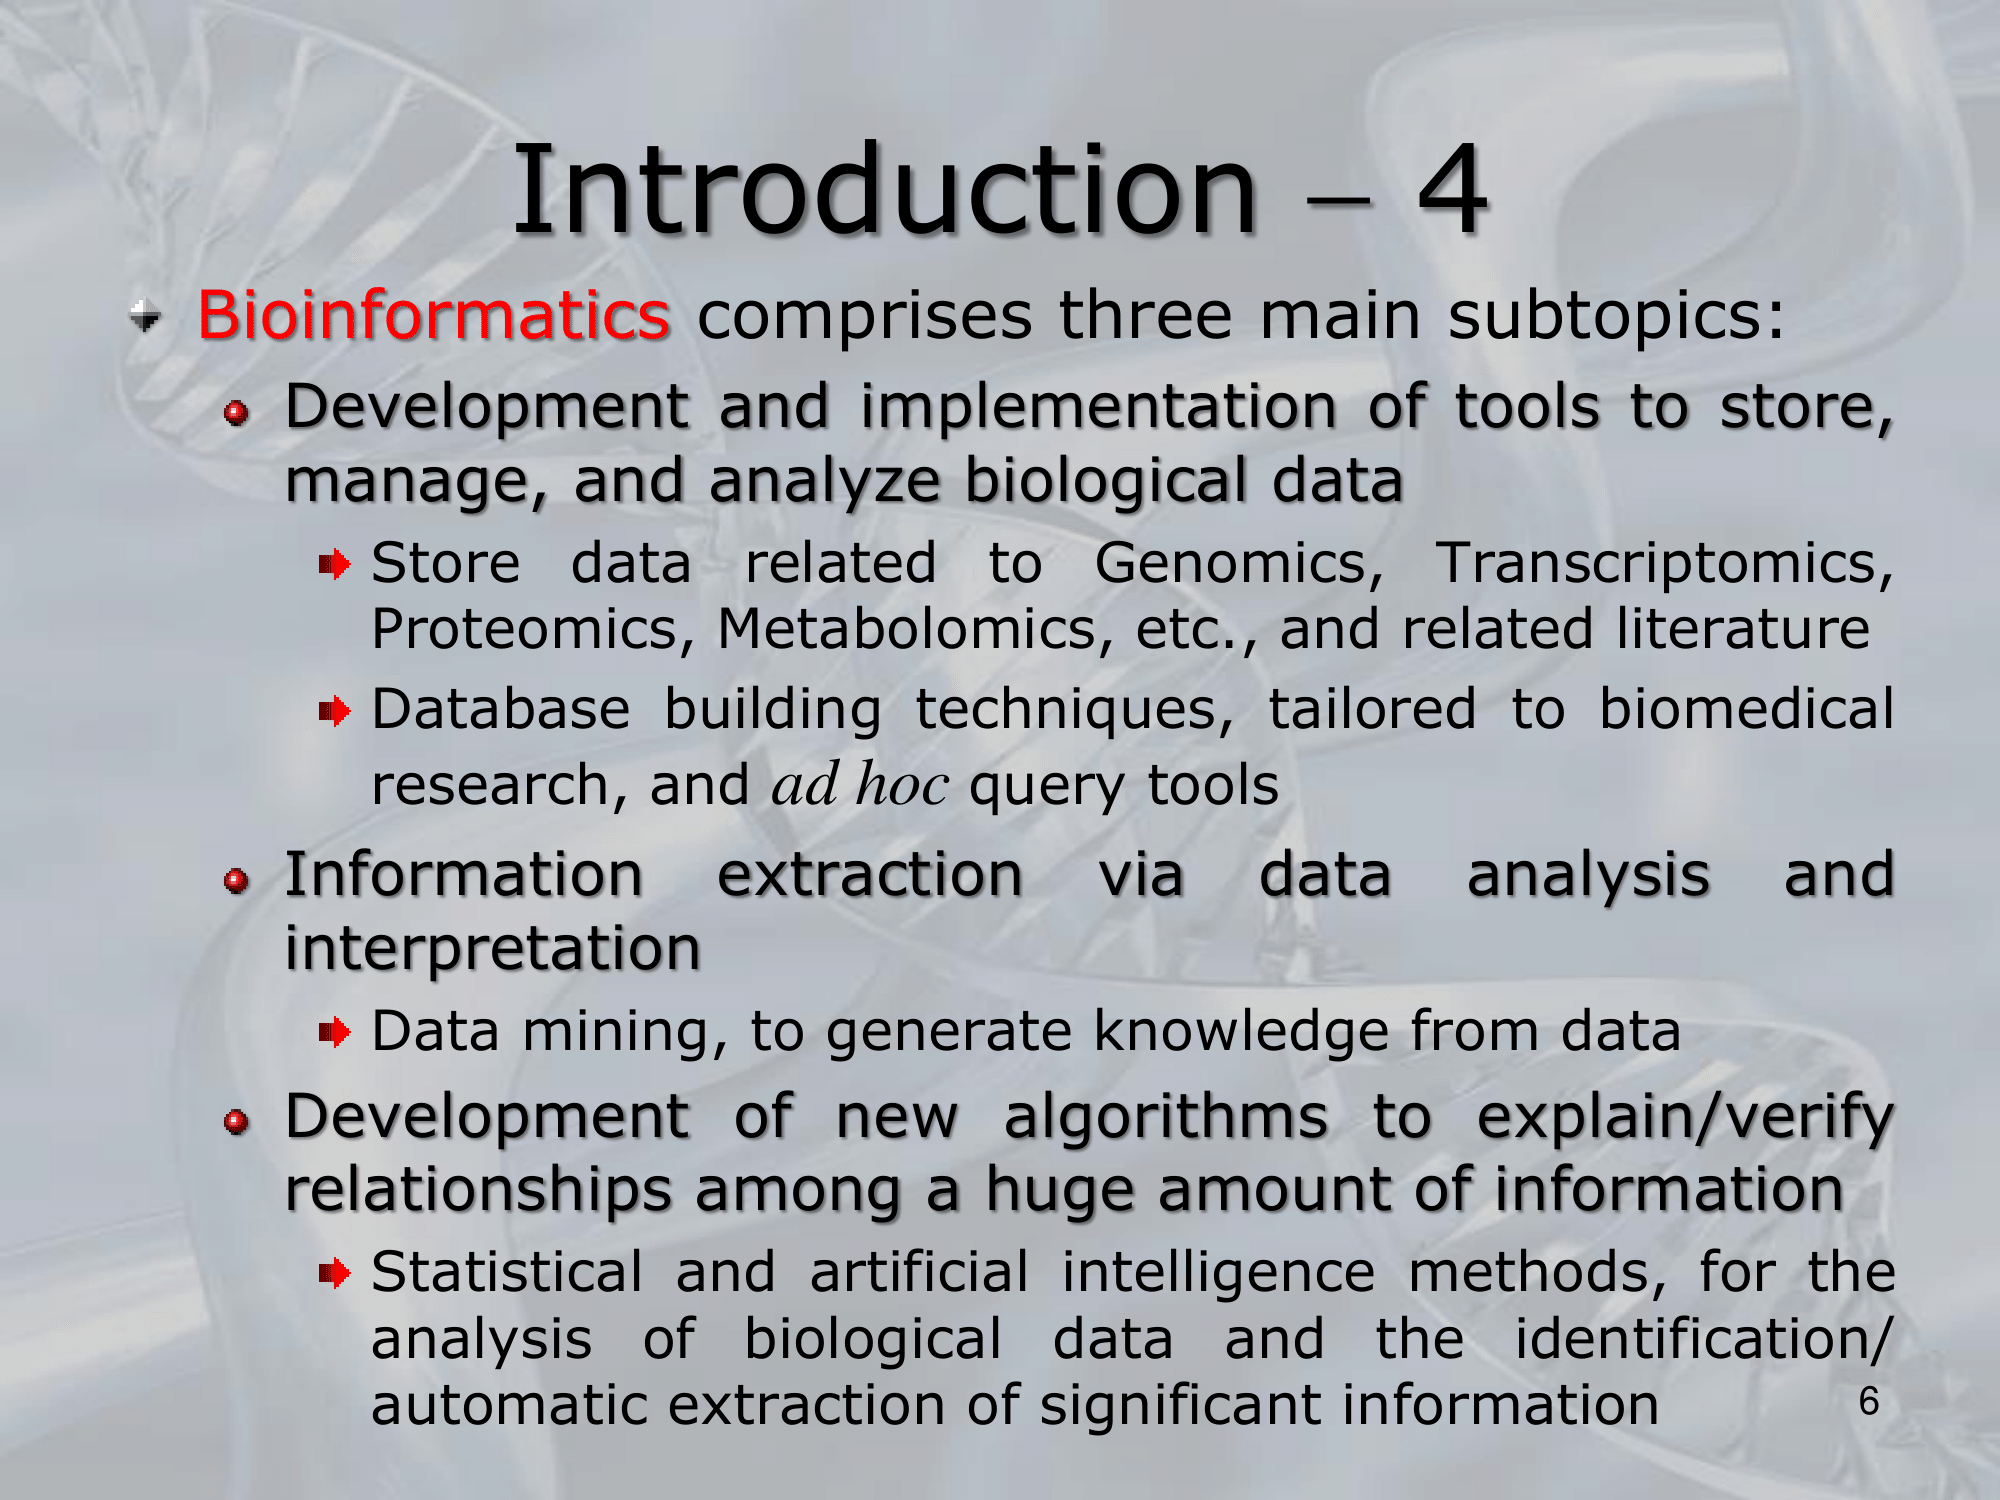 Introduction – 4
Bioinformatics comprises three main subtopics:
Development and implementation of tools to store,
manage, and analyze biological data
Store data related to Genomics, Transcriptomics,
Proteomics, Metabolomics, etc., and related literature
Database building techniques, tailored to biomedical
research, and ad hoc query tools
Information extraction via data analysis and
interpretation
Data mining, to generate knowledge from data
Development of new algorithms to explain/verify
relationships among a huge amount of information
Statistical and artificial intelligence methods, for the
analysis of biological data and the identification/
automatic extraction of significant information
6